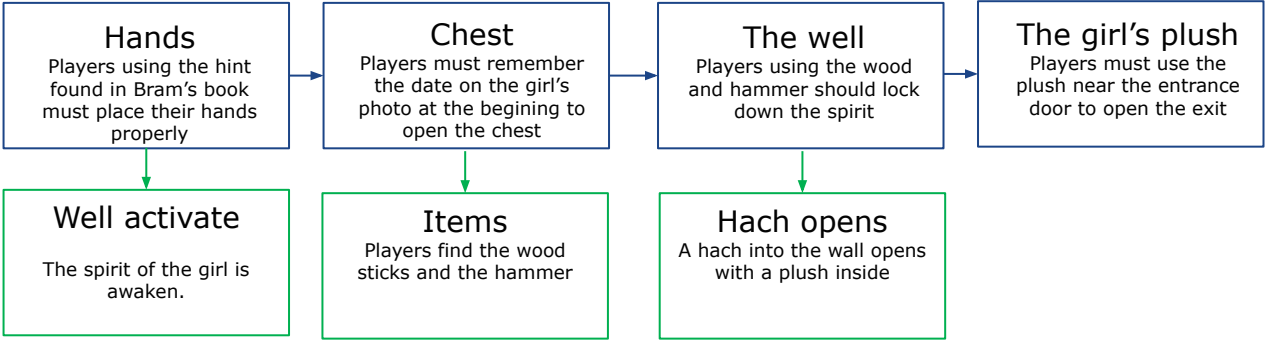 Hands
Players using the hint
found in Bram's book
must place their hands
properly
Chest
Players must remember
the date on the girl's
photo at the begining to
open the chest
The well
Players using the wood
and hammer should lock
down the spirit
The girl's plush
Players must use the
plush near the entrance
door to open the exit
Well activate
The spirit of the girl is
awaken.
Items
Players find the wood
sticks and the hammer
Hach opens
A hach into the wall opens
with a plush inside